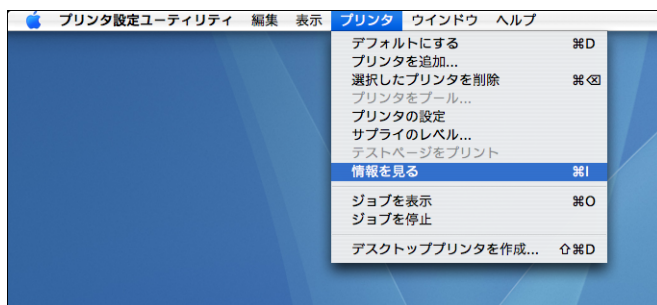 プリンタ設定ユーティリティ 編集 表示 プリンタ ウインドウ ヘルプ
デフォルトにする ⌘D
プリンタを追加...
選択したプリンタを削除 ⌘⌫
プリンタをプール...
プリンタの設定
サプライのレベル...
テストページをプリント
情報を見る ⌘I
ジョブを表示 ⌘O
ジョブを停止
デスクトッププリンタを作成... ⇧⌘D